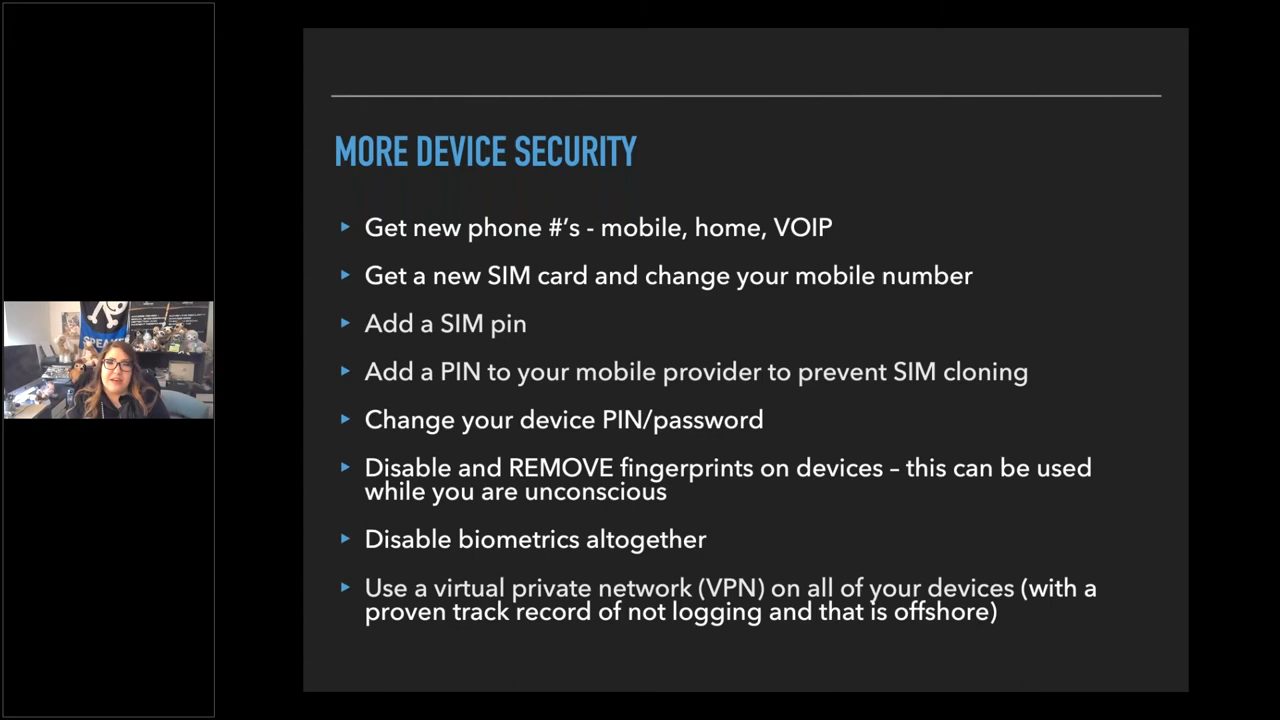 MORE DEVICE SECURITY
Get new phone #'s - mobile, home, VOIP
Get a new SIM card and change your mobile number
Add a SIM pin
Add a PIN to your mobile provider to prevent SIM cloning
Change your device PIN/password
Disable and REMOVE fingerprints on devices – this can be used
while you are unconscious
Disable biometrics altogether
Use a virtual private network (VPN) on all of your devices (with a
proven track record of not logging and that is offshore)